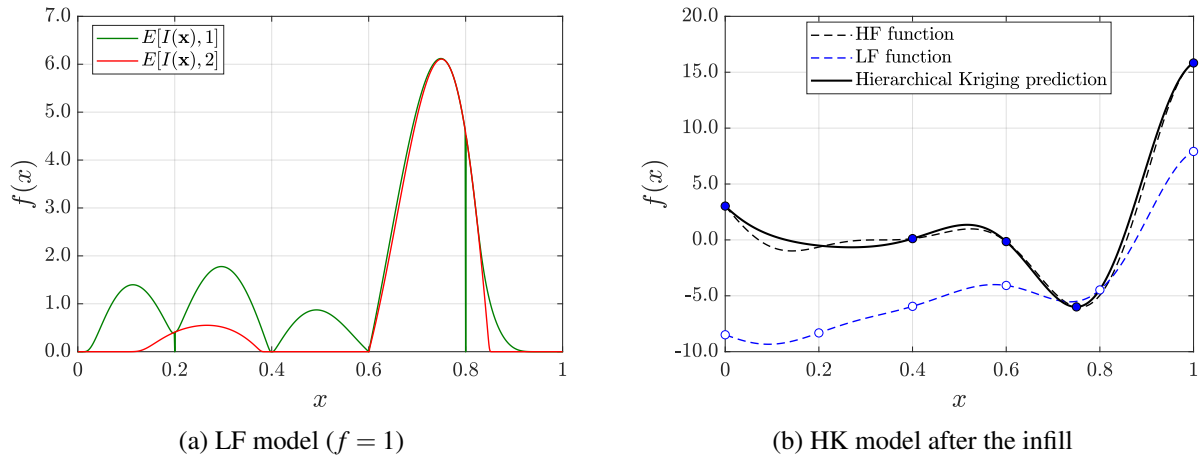 7.0
6.0
5.0
4.0
3.0
2.0
1.0
0.0
f(x)
E[I(𝐱), 1]
E[I(𝐱), 2]
0 0.2 0.4 0.6 0.8 1
x
(a) LF model (f = 1)
20.0
15.0
10.0
5.0
0.0
-5.0
-10.0
f(x)
HF function
LF function
Hierarchical Kriging prediction
0 0.2 0.4 0.6 0.8 1
x
(b) HK model after the infill